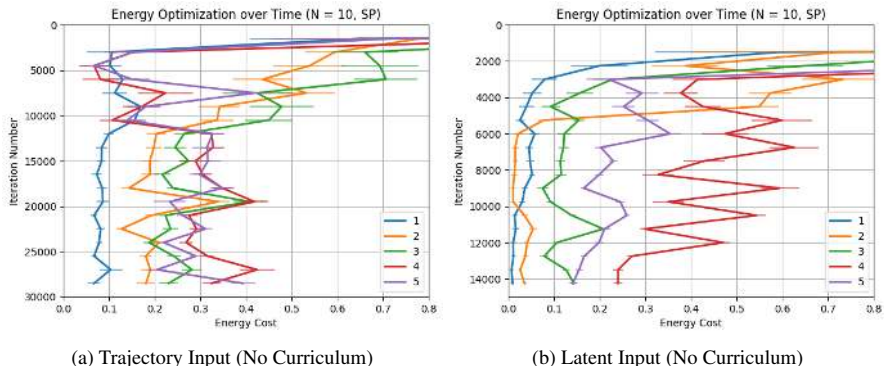 Energy Optimization over Time (N = 10, SP)
0
5000
10000
15000
20000
25000
30000
Iteration Number
0.0 0.1 0.2 0.3 0.4 0.5 0.6 0.7 0.8
Energy Cost
1
2
3
4
5
(a) Trajectory Input (No Curriculum)
Energy Optimization over Time (N = 10, SP)
0
2000
4000
6000
8000
10000
12000
14000
Iteration Number
0.0 0.1 0.2 0.3 0.4 0.5 0.6 0.7 0.8
Energy Cost
1
2
3
4
5
(b) Latent Input (No Curriculum)